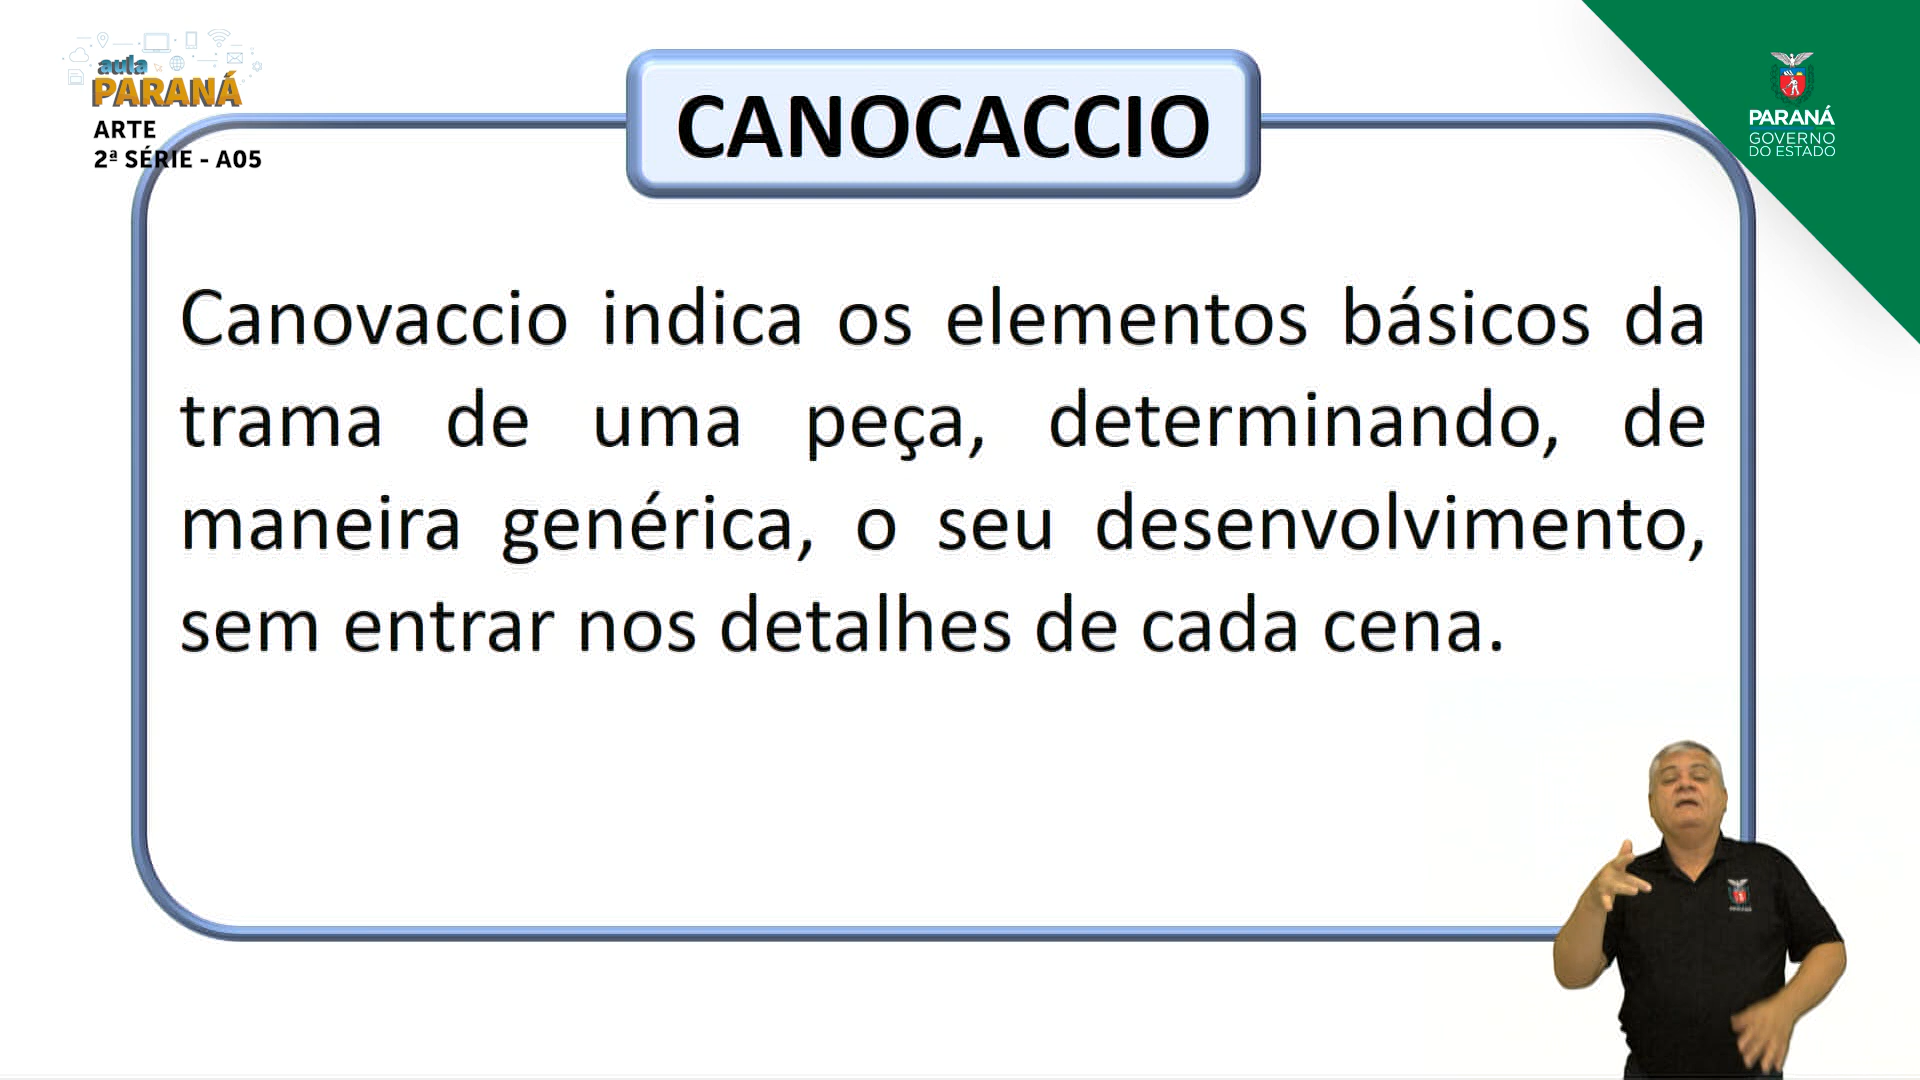 aula
PARANÁ
ARTE
2ª SÉRIE - A05
CANOCACCIO
PARANÁ
GOVERNO
DO ESTADO
Canovaccio indica os elementos básicos da
trama de uma peça, determinando, de
maneira genérica, o seu desenvolvimento,
sem entrar nos detalhes de cada cena.